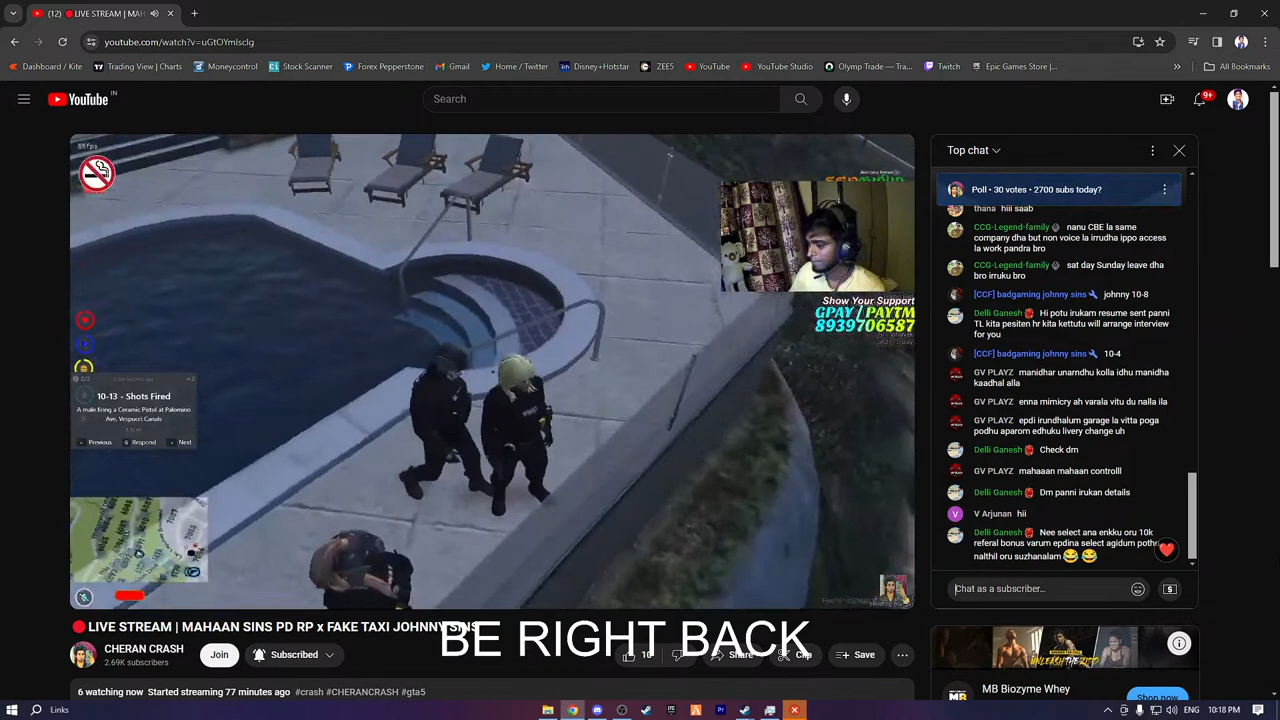 (12) 🔴 LIVE STREAM | MAH
youtube.com/watch?v=uGtOYmlsclg
Dashboard / Kite
Trading View | Charts
Moneycontrol
Stock Scanner
Forex Pepperstone
Gmail
Home / Twitter
Disney+Hotstar
ZEE5
YouTube
YouTube Studio
Olymp Trade — Tra...
Twitch
Epic Games Store |...
All Bookmarks
YouTube IN
Search
9+
Top chat
Poll • 30 votes • 2700 subs today?
thana hiii saab
CCG-Legend-family nanu CBE la same
company dha but non voice la irrudha ippo access
la work pandra bro
CCG-Legend-family sat day Sunday leave dha
bro irruku bro
[CCF] badgaming johnny sins johnny 10-8
Delli Ganesh Hi potu irukam resume sent panni
TL kita pesiten hr kita kettutu will arrange interview
for you
[CCF] badgaming johnny sins 10-4
GV PLAYZ manidhar unarndhu kolla idhu manidha
kaadhal alla
GV PLAYZ enna mimicry ah varala vitu du nalla ila
GV PLAYZ epdi irundhalum garage la vitta poga
podhu aparom edhuku livery change uh
Delli Ganesh Check dm
GV PLAYZ mahaaan mahaan controlll
Delli Ganesh Dm panni irukan details
V Arjunan hii
Delli Ganesh Nee select ana enkku oru 10k
referal bonus varum epdina select agidum pothu
nalthil oru suzhanalam 😂 😂
Chat as a subscriber...
85fps
Show Your Support
GPAY / PAYTM
8939706587
2/2
10-13 - Shots Fired
A male firing a Ceramic Pistol at Palomino
Ave, Vespucci Canals
Previous
G Respond
Next
🔴LIVE STREAM | MAHAAN SINS PD RP x FAKE TAXI JOHNNY SINS
BE RIGHT BACK
CHERAN CRASH
2.69K subscribers
Join
Subscribed
10
Share
Clip
Save
6 watching now Started streaming 77 minutes ago #crash #CHERANCRASH #gta5
UNLEASH THE
MB Biozyme Whey
MB
Shop now
Links
ENG
10:18 PM